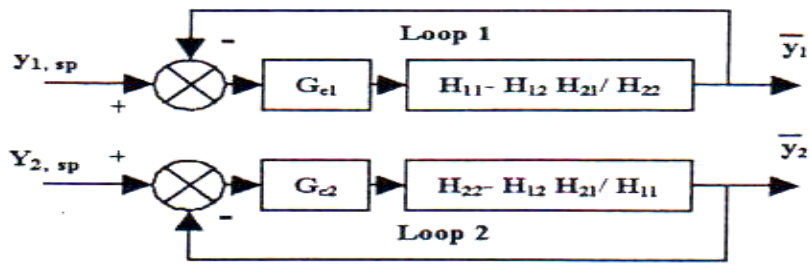 Loop 1
y1, sp
-
+
Gc1
H11- H12 H21/ H22
y1
Y2, sp
+
-
Gc2
H22- H12 H21/ H11
y2
Loop 2